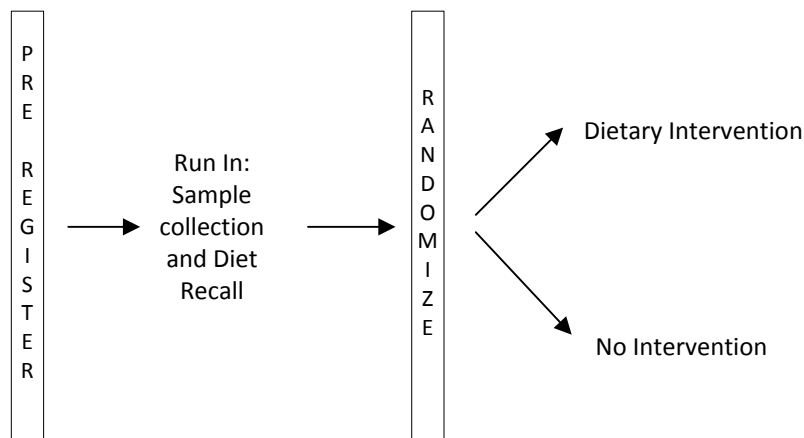 PRE REGISTER
Run In:
Sample
collection
and Diet
Recall
RANDOMIZE
Dietary Intervention
No Intervention